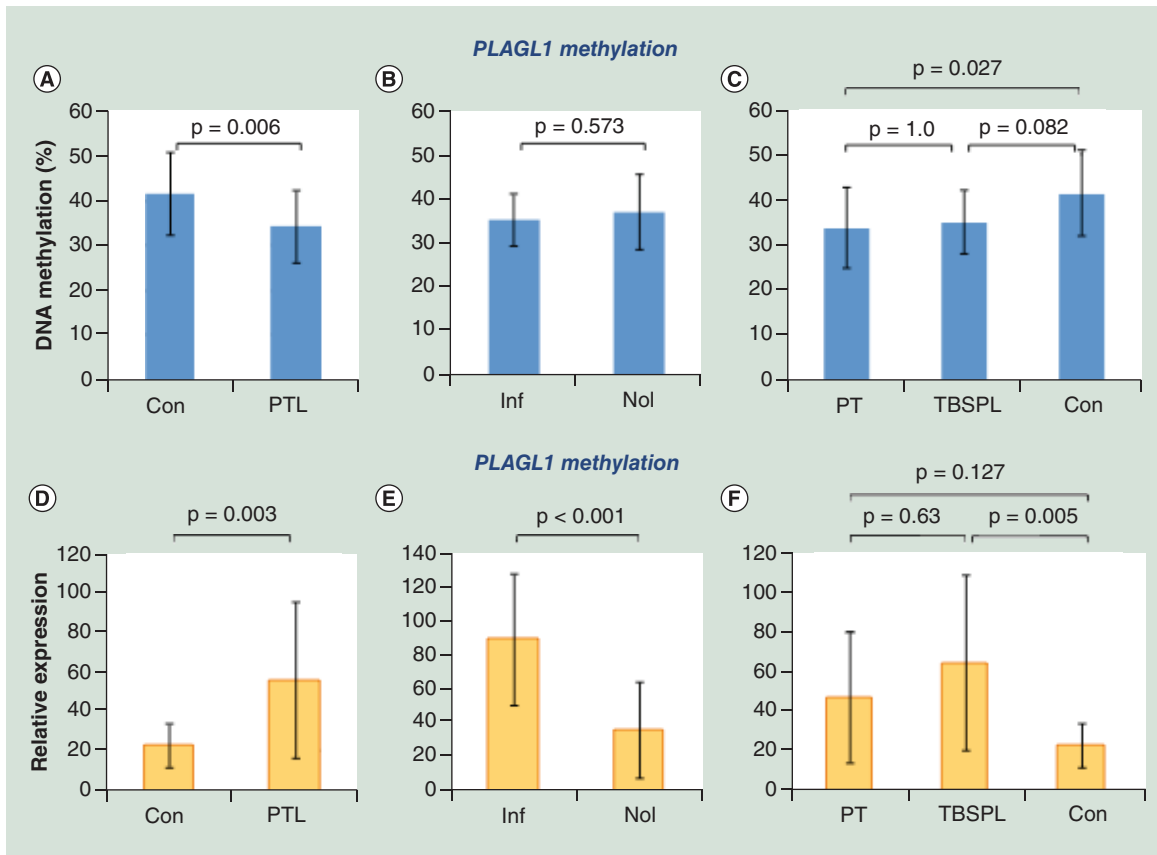 PLAGL1 methylation
A
p = 0.006
DNA methylation (%)
60
50
40
30
20
10
0
Con PTL
B
p = 0.573
60
50
40
30
20
10
0
Inf Nol
C
p = 0.027
p = 1.0 p = 0.082
60
50
40
30
20
10
0
PT TBSPL Con
PLAGL1 methylation
D
p = 0.003
Relative expression
120
100
80
60
40
20
0
Con PTL
E
p < 0.001
140
120
100
80
60
40
20
0
Inf Nol
F
p = 0.127
p = 0.63 p = 0.005
120
100
80
60
40
20
0
PT TBSPL Con